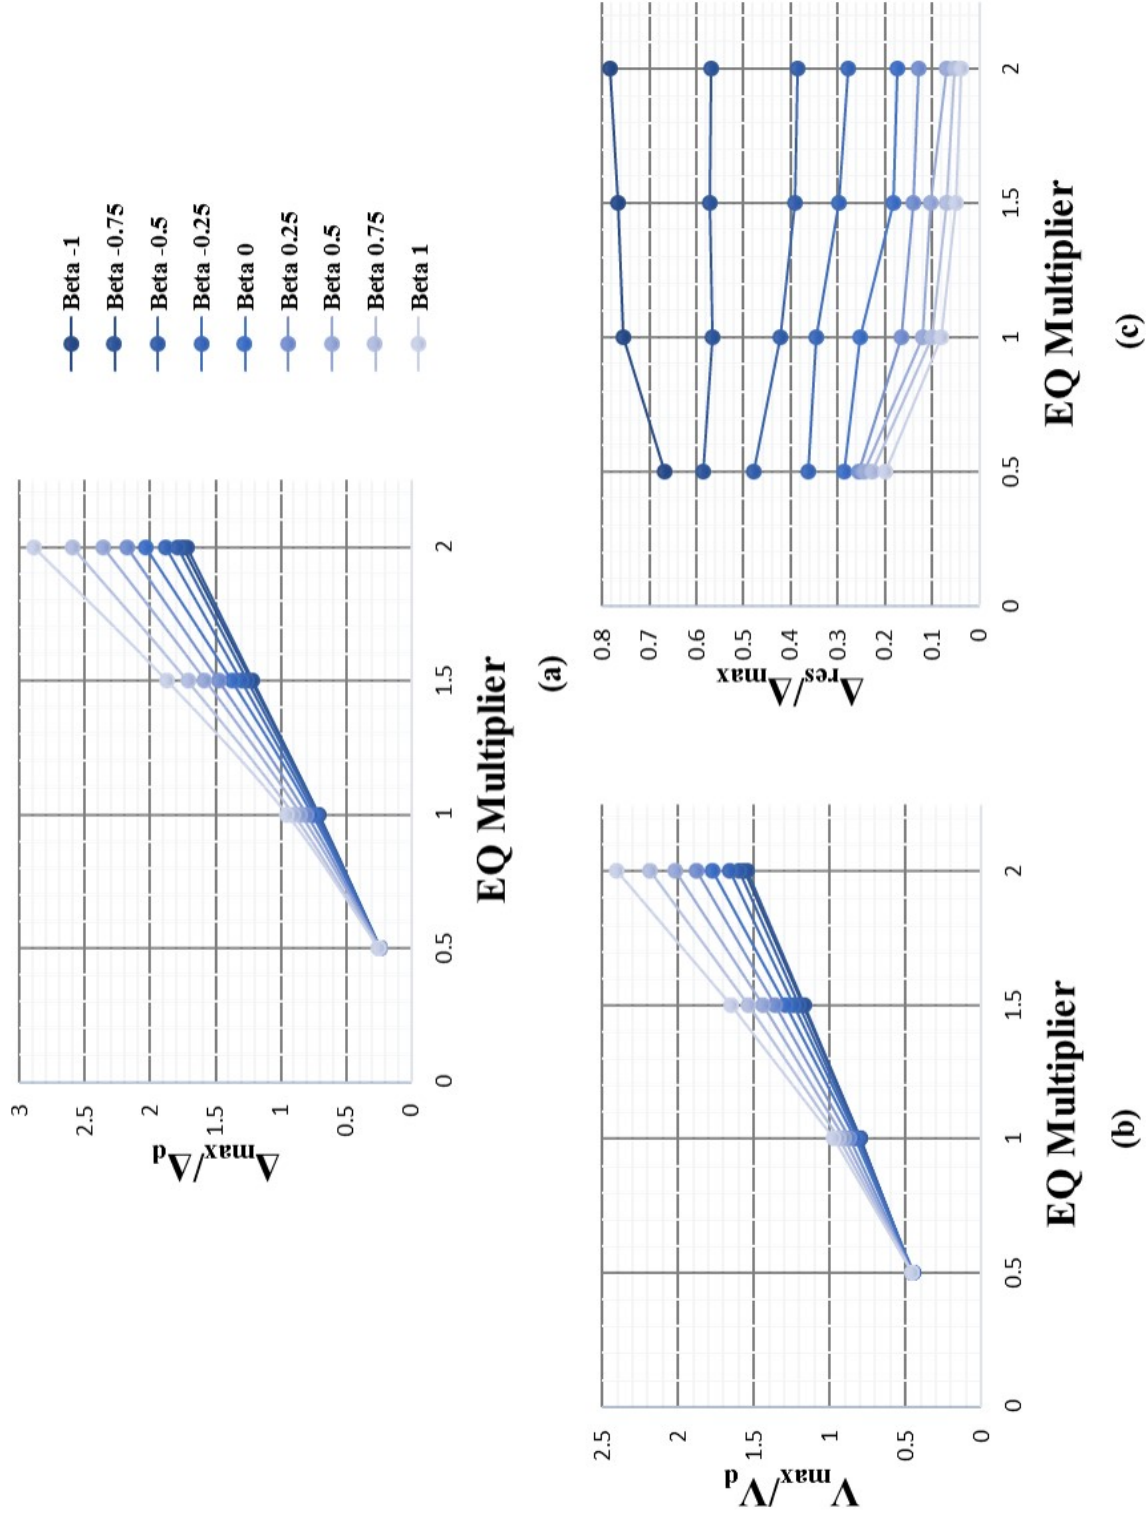 3
2.5
2
1.5
1
0.5
0
0
0.5
1
1.5
2
Δmax/Δd
EQ Multiplier
(a)
Beta -1
Beta -0.75
Beta -0.5
Beta -0.25
Beta 0
Beta 0.25
Beta 0.5
Beta 0.75
Beta 1
2.5
2
1.5
1
0.5
0
0
0.5
1
1.5
2
Vmax/Vd
EQ Multiplier
(b)
0.8
0.7
0.6
0.5
0.4
0.3
0.2
0.1
0
0
0.5
1
1.5
2
Δres/Δmax
EQ Multiplier
(c)